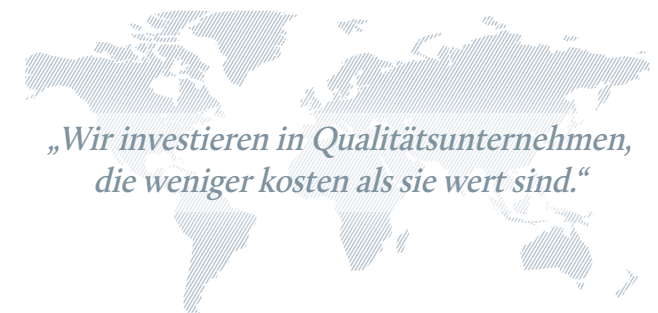 „Wir investieren in Qualitätsunternehmen,
die weniger kosten als sie wert sind.“